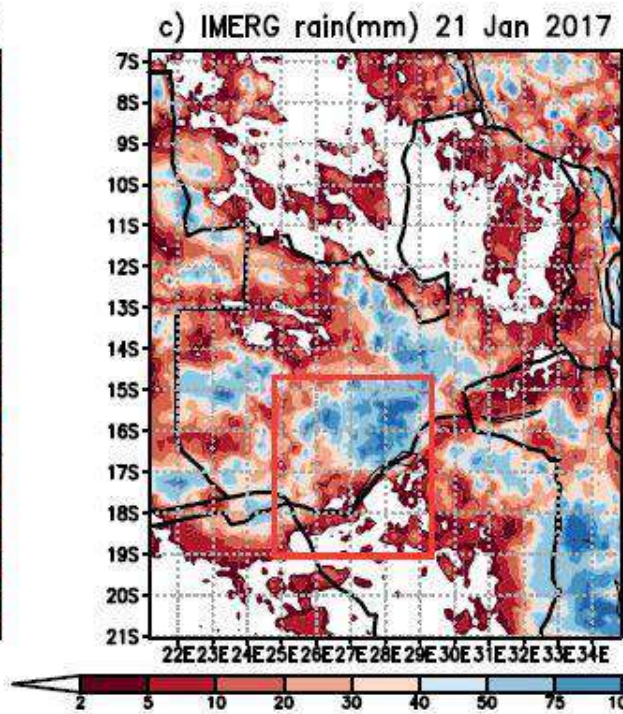 c) IMERG rain(mm) 21 Jan 2017
7S
8S
9S
10S
11S
12S
13S
14S
15S
16S
17S
18S
19S
20S
21S
22E 23E 24E 25E 26E 27E 28E 29E 30E 31E 32E 33E 34E
2 5 10 20 30 40 50 75 10